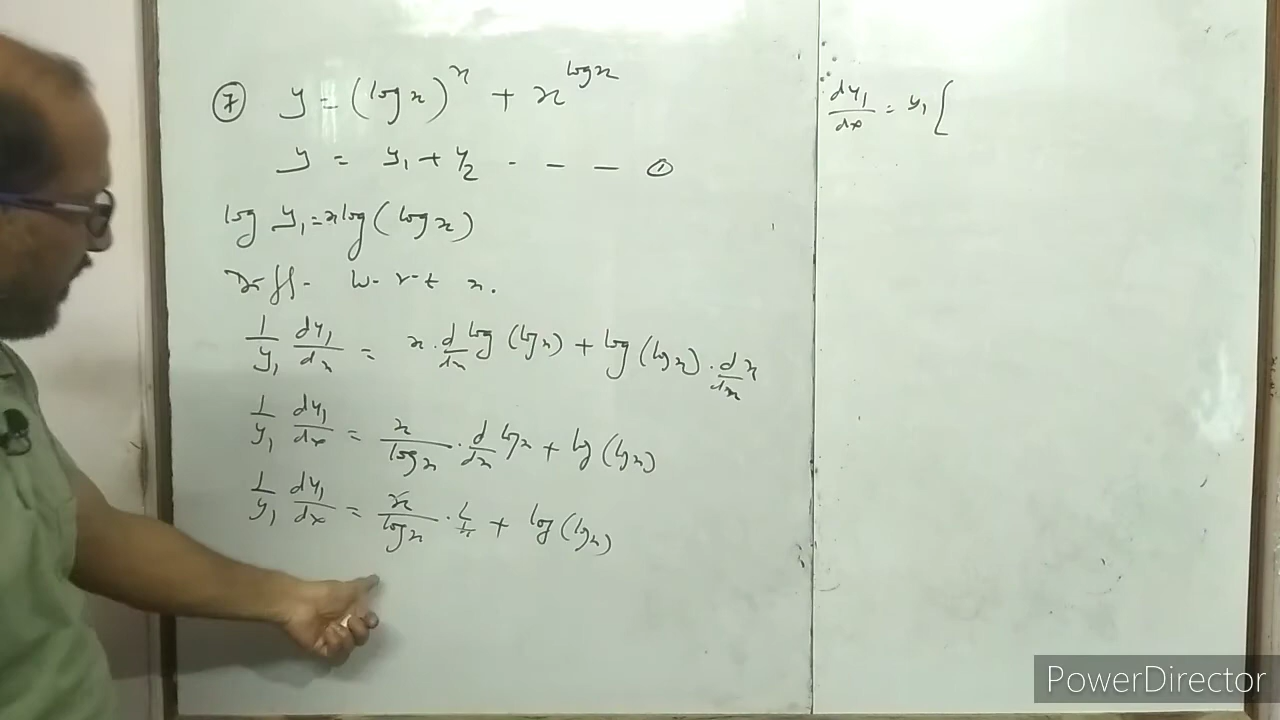 ⑦ y = (log x)^x + x^log x
y = y₁ + y₂ - - - ①
log y₁ = x log (log x)
Diff- w-r-t x.
1/y₁ dy₁/dx = x · d/dx log (log x) + log (log x) · d/dx x
1/y₁ dy₁/dx = x/log x · d/dx log x + log (log x)
1/y₁ dy₁/dx = x/log x · 1/x + log (log x)
dy₁/dx = y₁ [
PowerDirector